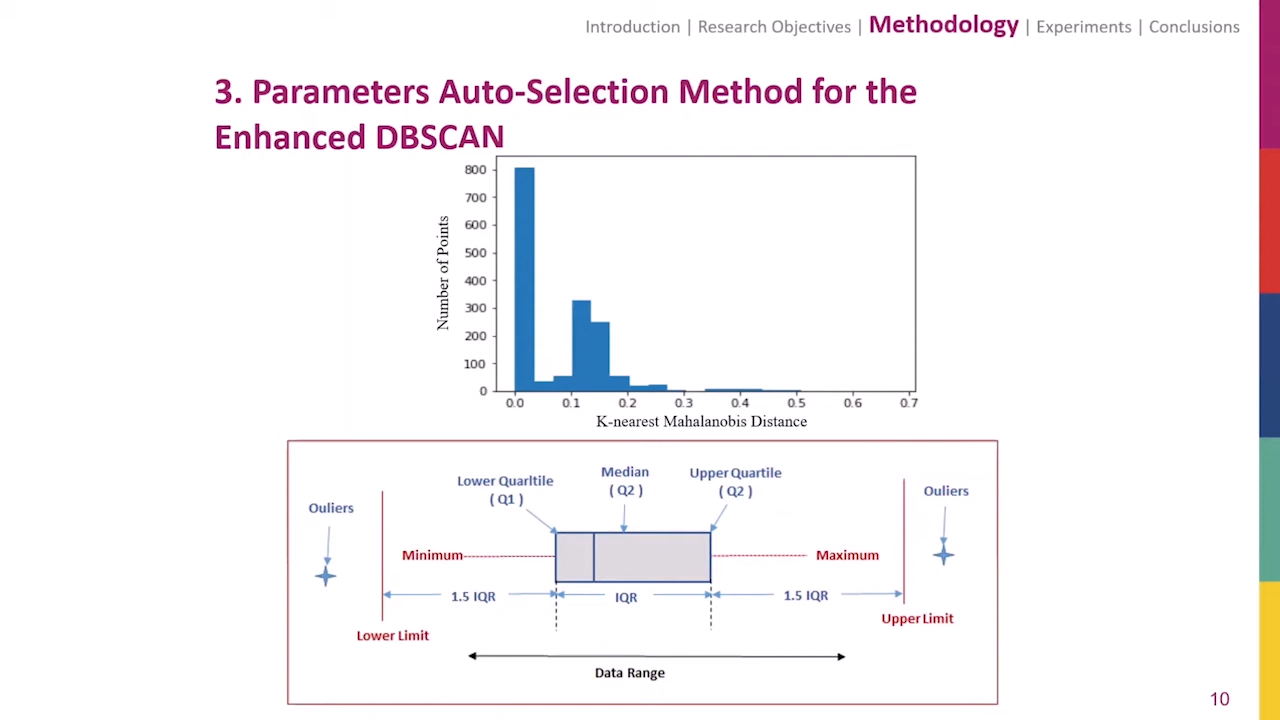 Introduction | Research Objectives | Methodology | Experiments | Conclusions
3. Parameters Auto-Selection Method for the
Enhanced DBSCAN
800
700
600
500
400
300
200
100
0
Number of Points
0.0 0.1 0.2 0.3 0.4 0.5 0.6 0.7
K-nearest Mahalanobis Distance
Lower Quarltile
( Q1 )
Median
( Q2 )
Upper Quartile
( Q2 )
Ouliers
Ouliers
Minimum
Maximum
1.5 IQR
IQR
1.5 IQR
Lower Limit
Upper Limit
Data Range
10